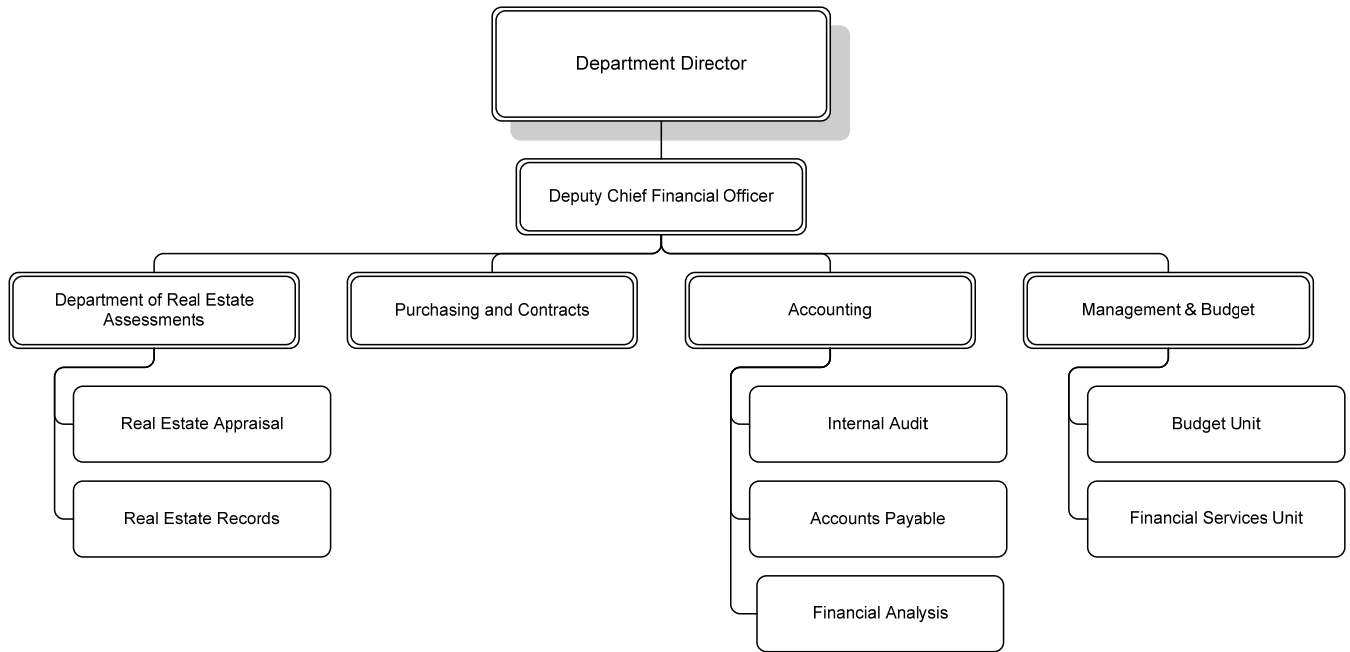 Department Director
Deputy Chief Financial Officer
Department of Real Estate
Assessments
Purchasing and Contracts
Accounting
Management & Budget
Real Estate Appraisal
Internal Audit
Budget Unit
Real Estate Records
Accounts Payable
Financial Services Unit
Financial Analysis